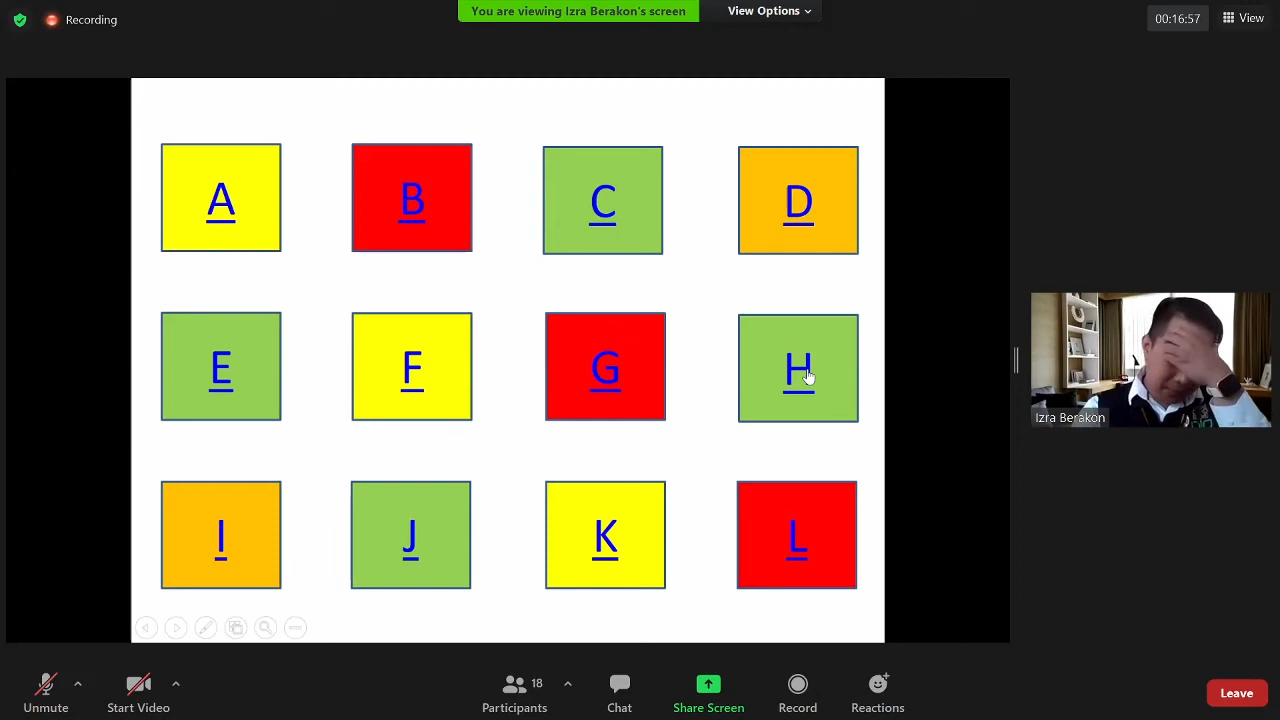 Recording
You are viewing Izra Berakon's screen
View Options
00:16:57
View
A B C D
E F G H
I J K L
Izra Berakon
Unmute
Start Video
18
Participants
Chat
Share Screen
Record
Reactions
Leave